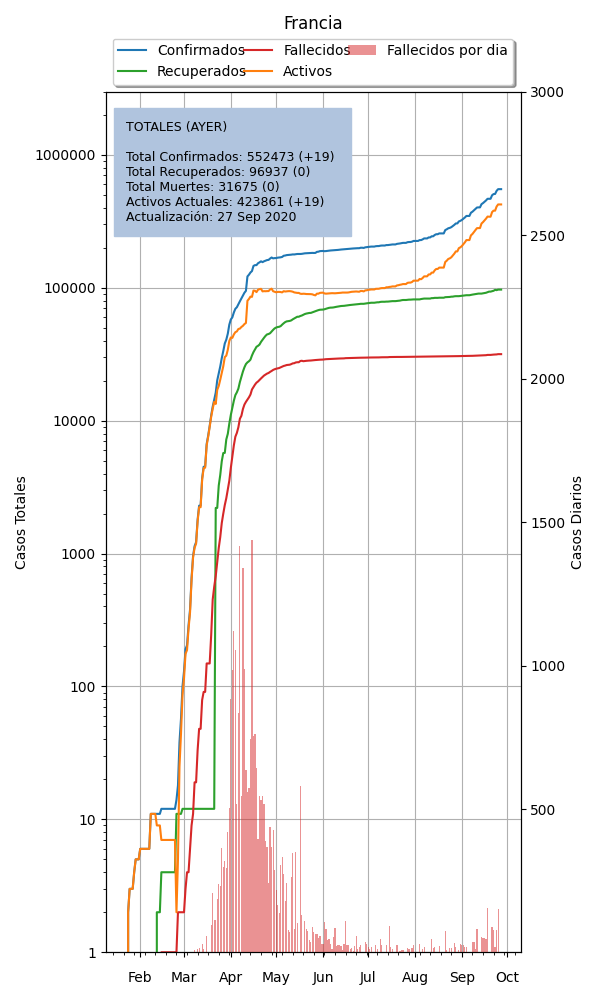 Francia
Confirmados Fallecidos Fallecidos por dia
Recuperados Activos
TOTALES (AYER)
Total Confirmados: 552473 (+19)
Total Recuperados: 96937 (0)
Total Muertes: 31675 (0)
Activos Actuales: 423861 (+19)
Actualización: 27 Sep 2020
Casos Totales
1000000
100000
10000
1000
100
10
1
3000
2500
2000
1500
1000
500
Casos Diarios
Feb Mar Apr May Jun Jul Aug Sep Oct